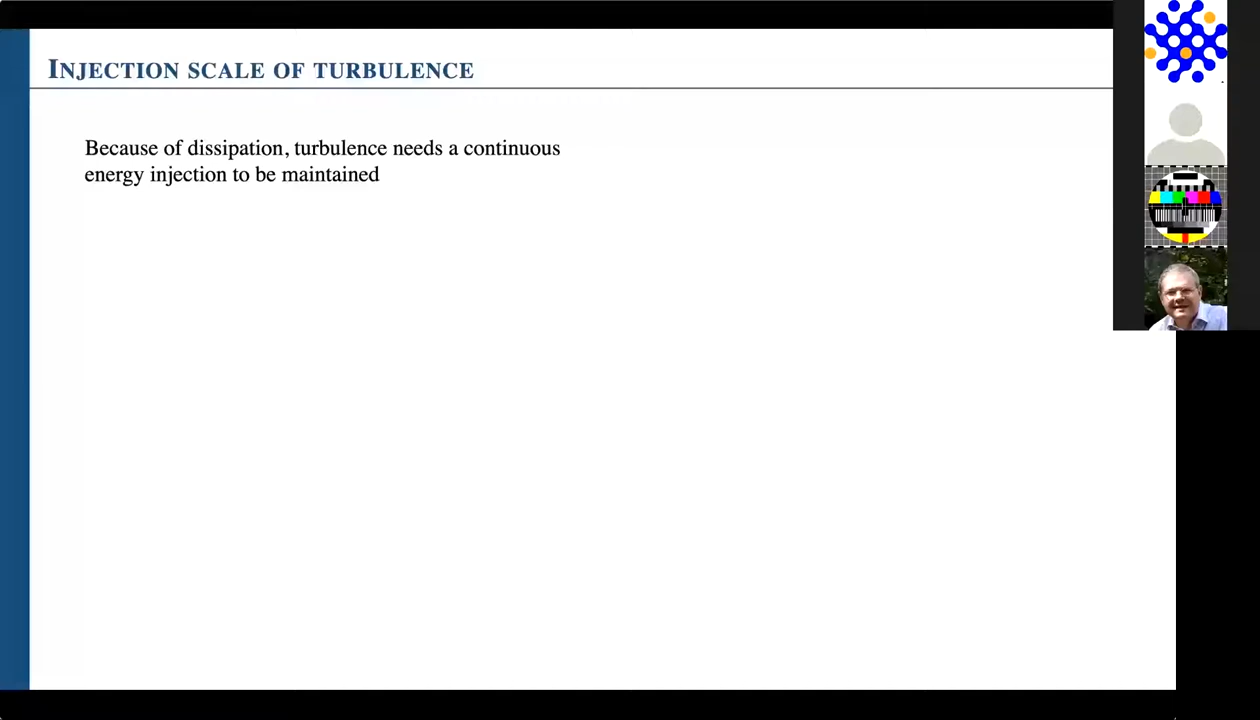 INJECTION SCALE OF TURBULENCE
Because of dissipation, turbulence needs a continuous
energy injection to be maintained